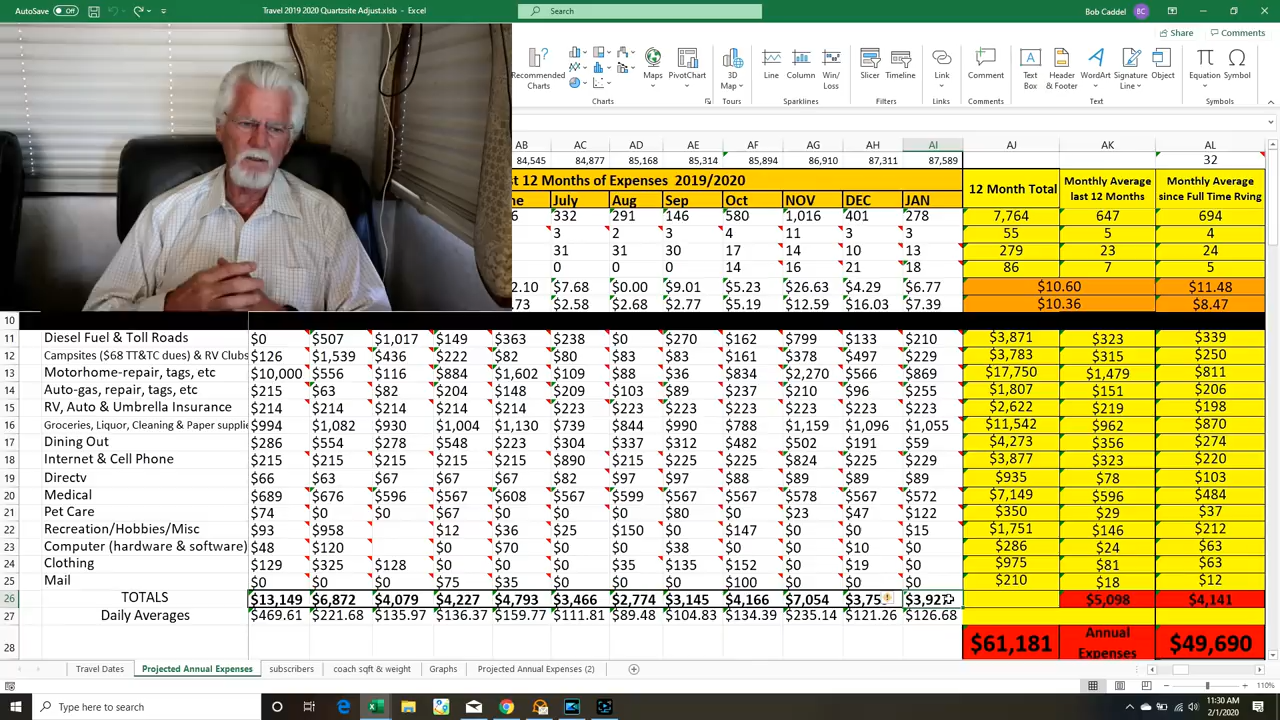 AutoSave Off Travel 2019 2020 Quartzsite Adjust.xlsb - Excel Search Bob Caddel BC
Share Comments
Recommended Charts Maps PivotChart 3D Map Line Column Win/Loss Slicer Timeline Link Comment Text Box Header & Footer WordArt Signature Line Object Equation Symbol
Charts Tours Sparklines Filters Links Comments Text Symbols
AB AC AD AE AF AG AH AI AJ AK AL
84,545 84,877 85,168 85,314 85,894 86,910 87,311 87,589 32
12 Months of Expenses 2019/2020 12 Month Total Monthly Average last 12 Months Monthly Average since Full Time Rving
July Aug Sep Oct NOV DEC JAN
332 291 146 580 1,016 401 278 7,764 647 694
3 2 3 4 11 3 3 55 5 4
31 31 30 17 14 10 13 279 23 24
0 0 0 14 16 21 18 86 7 5
2.10 $7.68 $0.00 $9.01 $5.23 $26.63 $4.29 $6.77 $10.60 $11.48
.73 $2.58 $2.68 $2.77 $5.19 $12.59 $16.03 $7.39 $10.36 $8.47
10
11 Diesel Fuel & Toll Roads $0 $507 $1,017 $149 $363 $238 $0 $270 $162 $799 $133 $210 $3,871 $323 $339
12 Campsites ($68 TT&TC dues) & RV Clubs $126 $1,539 $436 $222 $82 $80 $83 $83 $161 $378 $497 $229 $3,783 $315 $250
13 Motorhome-repair, tags, etc $10,000 $556 $116 $884 $1,602 $109 $88 $36 $834 $2,270 $566 $869 $17,750 $1,479 $811
14 Auto-gas, repair, tags, etc $215 $63 $82 $204 $148 $209 $103 $89 $237 $210 $96 $255 $1,807 $151 $206
15 RV, Auto & Umbrella Insurance $214 $214 $214 $214 $214 $223 $223 $223 $223 $223 $223 $223 $2,622 $219 $198
16 Groceries, Liquor, Cleaning & Paper supplie $994 $1,082 $930 $1,004 $1,130 $739 $844 $990 $788 $1,159 $1,096 $1,055 $11,542 $962 $870
17 Dining Out $286 $554 $278 $548 $223 $304 $337 $312 $482 $502 $191 $59 $4,273 $356 $274
18 Internet & Cell Phone $215 $215 $215 $215 $215 $890 $215 $225 $225 $824 $225 $229 $3,877 $323 $220
19 Directv $66 $63 $67 $67 $67 $82 $97 $97 $88 $89 $89 $89 $935 $78 $103
20 Medical $689 $676 $596 $567 $608 $567 $599 $567 $567 $578 $567 $572 $7,149 $596 $484
21 Pet Care $74 $0 $0 $67 $0 $0 $0 $80 $0 $23 $47 $122 $350 $29 $37
22 Recreation/Hobbies/Misc $93 $958 $12 $36 $25 $150 $0 $147 $0 $0 $15 $1,751 $146 $212
23 Computer (hardware & software) $48 $120 $0 $70 $0 $0 $38 $0 $0 $10 $0 $286 $24 $63
24 Clothing $129 $325 $128 $0 $0 $0 $35 $135 $152 $0 $19 $0 $975 $81 $63
25 Mail $0 $0 $0 $75 $35 $0 $0 $0 $100 $0 $0 $0 $210 $18 $12
26 TOTALS $13,149 $6,872 $4,079 $4,227 $4,793 $3,466 $2,774 $3,145 $4,166 $7,054 $3,75 $3,927 $5,098 $4,141
27 Daily Averages $469.61 $221.68 $135.97 $136.37 $159.77 $111.81 $89.48 $104.83 $134.39 $235.14 $121.26 $126.68
28 $61,181 Annual Expenses $49,690
Travel Dates Projected Annual Expenses subscribers coach sqft & weight Graphs Projected Annual Expenses (2)
110%
Type here to search 11:30 AM
2/1/2020